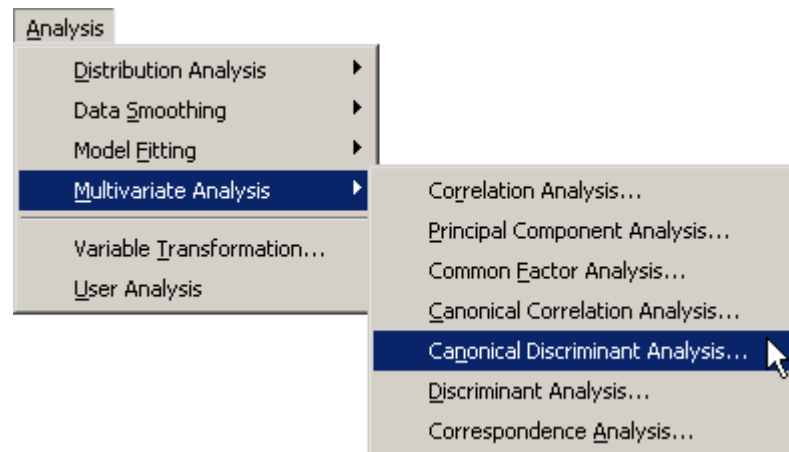 Analysis
Distribution Analysis
Data Smoothing
Model Fitting
Multivariate Analysis
Variable Transformation...
User Analysis
Correlation Analysis...
Principal Component Analysis...
Common Factor Analysis...
Canonical Correlation Analysis...
Canonical Discriminant Analysis...
Discriminant Analysis...
Correspondence Analysis...